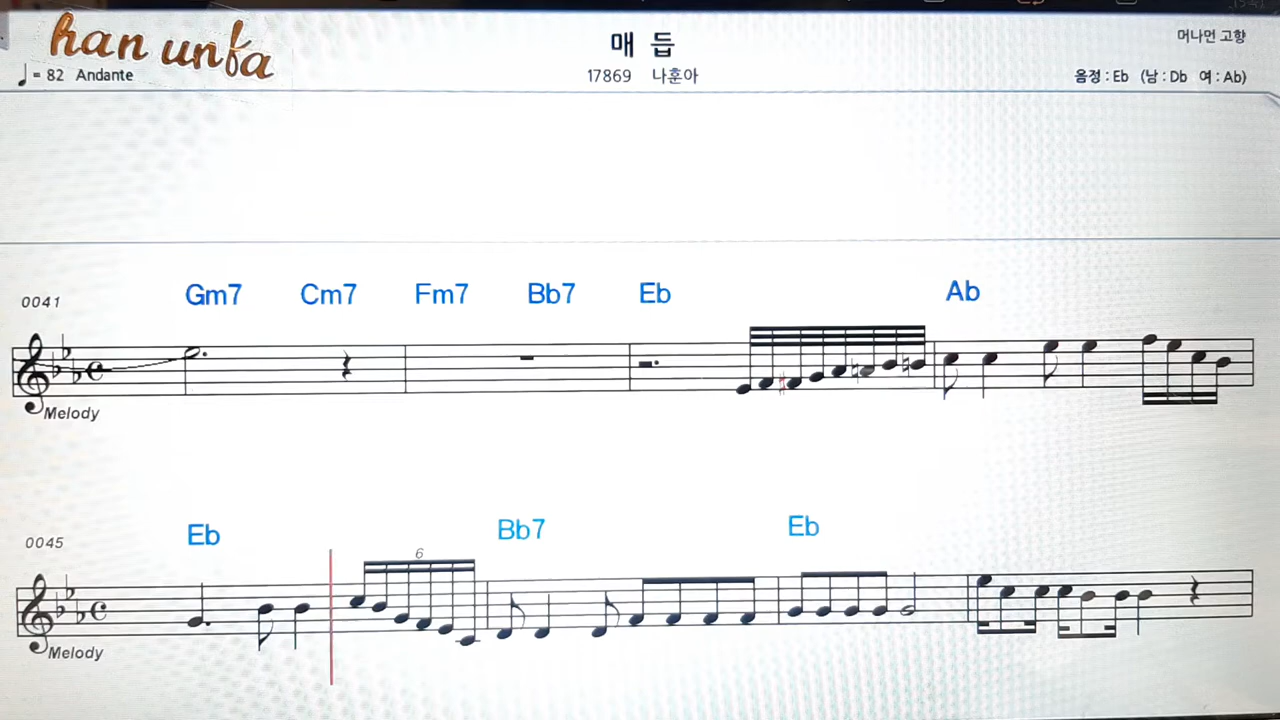 han unfa
매 듭
머나먼 고향
♩= 82 Andante
17869 나훈아
음정 : Eb (남 : Db 여 : Ab)
0041
Gm7 Cm7 Fm7 Bb7 Eb Ab
Melody
0045
Eb Bb7 Eb
6
Melody